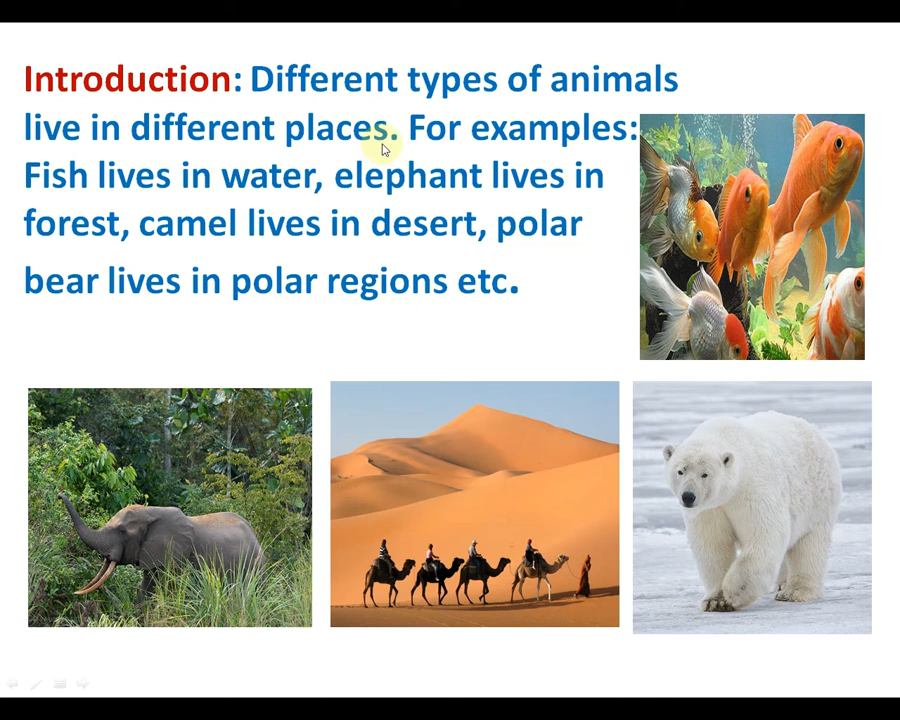 Introduction: Different types of animals
live in different places. For examples:
Fish lives in water, elephant lives in
forest, camel lives in desert, polar
bear lives in polar regions etc.